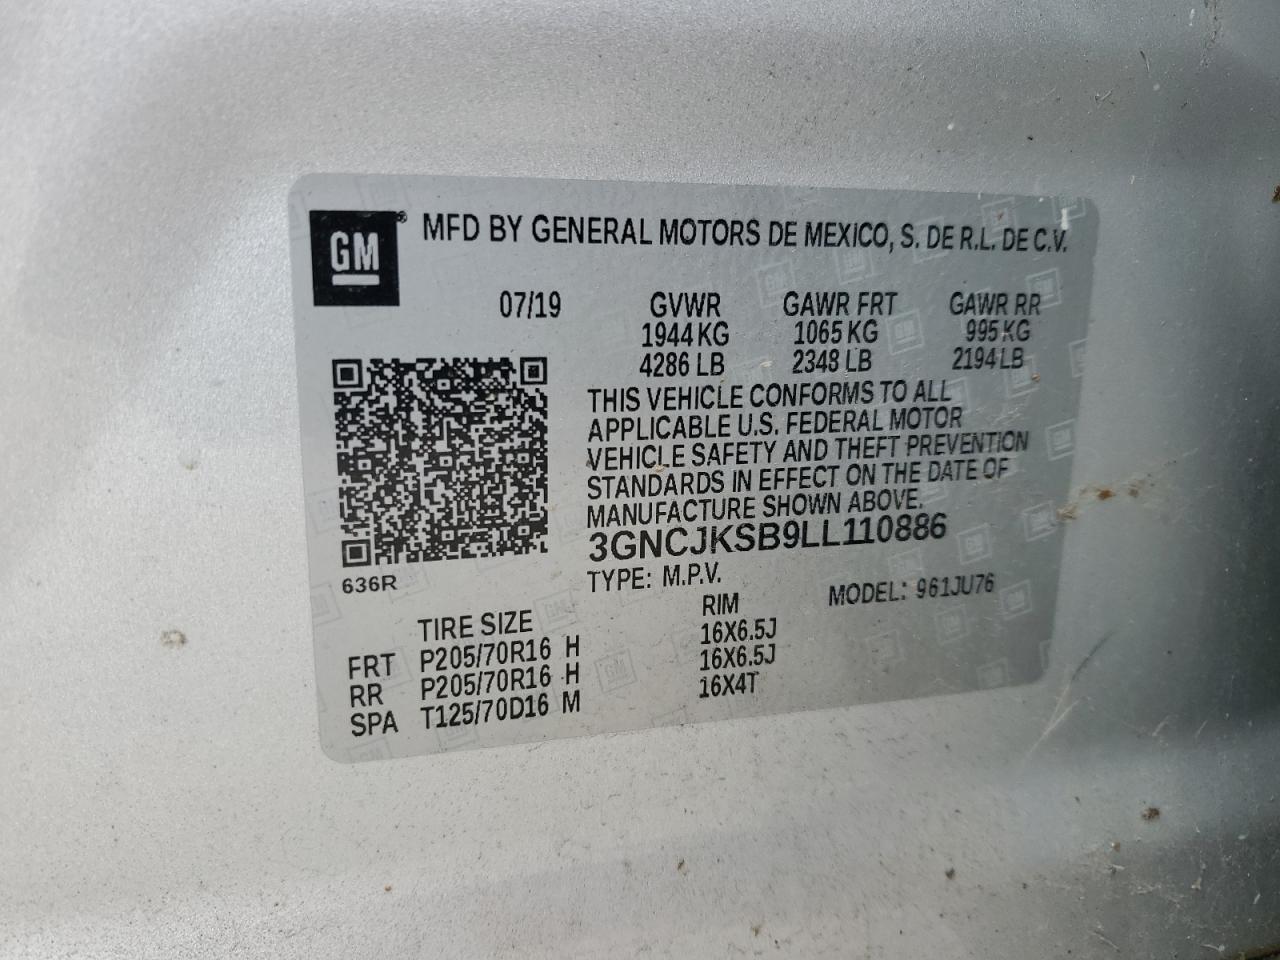 GM® MFD BY GENERAL MOTORS DE MEXICO, S. DE R.L. DE C.V.
07/19 GVWR GAWR FRT GAWR RR
1944 KG 1065 KG 995 KG
4286 LB 2348 LB 2194 LB
THIS VEHICLE CONFORMS TO ALL
APPLICABLE U.S. FEDERAL MOTOR
VEHICLE SAFETY AND THEFT PREVENTION
STANDARDS IN EFFECT ON THE DATE OF
MANUFACTURE SHOWN ABOVE.
3GNCJKSB9LL110886
636R
TYPE: M.P.V. MODEL: 961JU76
TIRE SIZE RIM
FRT P205/70R16 H 16X6.5J
RR P205/70R16 H 16X6.5J
SPA T125/70D16 M 16X4T